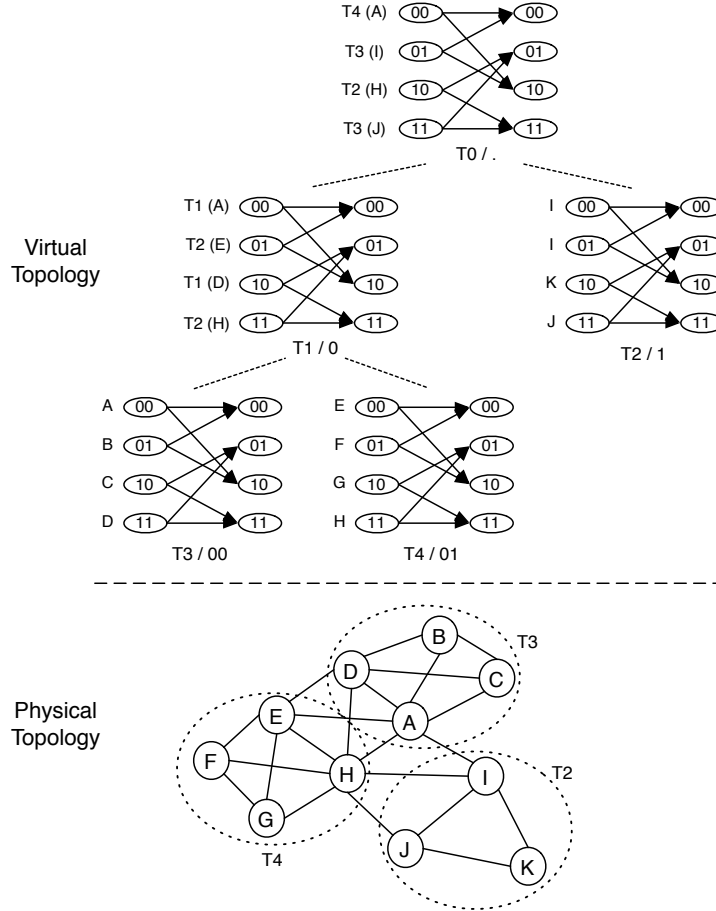 T4 (A) 00 00
T3 (I) 01 01
T2 (H) 10 10
T3 (J) 11 11
T0 / .
T1 (A) 00 00
T2 (E) 01 01
T1 (D) 10 10
T2 (H) 11 11
T1 / 0
I 00 00
I 01 01
K 10 10
J 11 11
T2 / 1
Virtual
Topology
A 00 00
B 01 01
C 10 10
D 11 11
T3 / 00
E 00 00
F 01 01
G 10 10
H 11 11
T4 / 01
Physical
Topology
B
T3
D
C
E
A
F
H
I
T2
G
J
T4
K